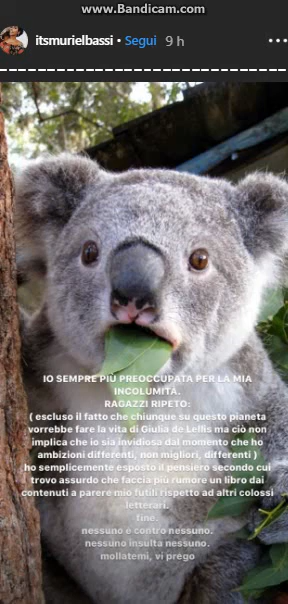 www.Bandicam.com
itsmurielbassi • Segui 9 h
IO SEMPRE PIÙ PREOCCUPATA PER LA MIA
INCOLUMITÀ.
RAGAZZI RIPETO:
( escluso il fatto che chiunque su questo pianeta
vorrebbe fare la vita di Giulia de Lellis ma ciò non
implica che io sia invidiosa dal momento che ho
ambizioni differenti, non migliori, differenti )
ho semplicemente esposto il pensiero secondo cui
trovo assurdo che faccia più rumore un libro dai
contenuti a parere mio futili rispetto ad altri colossi
letterari.
fine.
nessuno è contro nessuno.
nessuno insulta nessuno.
mollatemi, vi prego